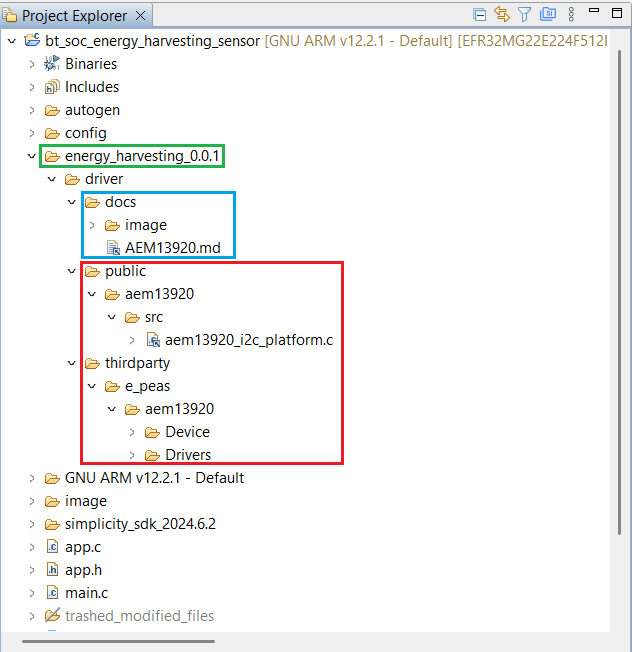 Project Explorer
bt_soc_energy_harvesting_sensor [GNU ARM v12.2.1 - Default] [EFR32MG22E224F512I
Binaries
Includes
autogen
config
energy_harvesting_0.0.1
driver
docs
image
AEM13920.md
public
aem13920
src
aem13920_i2c_platform.c
thirdparty
e_peas
aem13920
Device
Drivers
GNU ARM v12.2.1 - Default
image
simplicity_sdk_2024.6.2
app.c
app.h
main.c
trashed_modified_files